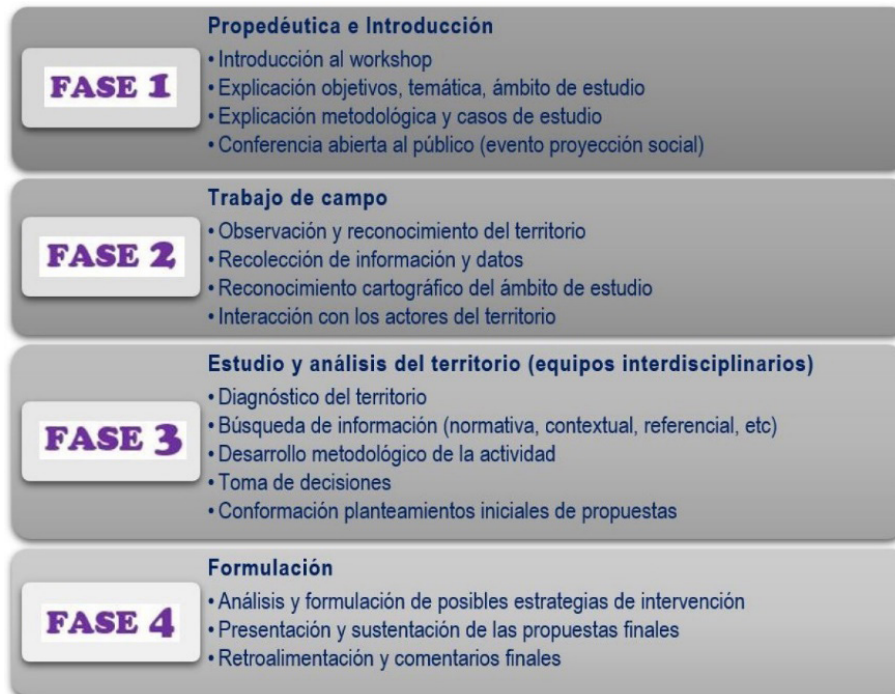 Propedéutica e Introducción
FASE 1
• Introducción al workshop
• Explicación objetivos, temática, ámbito de estudio
• Explicación metodológica y casos de estudio
• Conferencia abierta al público (evento proyección social)
Trabajo de campo
FASE 2
• Observación y reconocimiento del territorio
• Recolección de información y datos
• Reconocimiento cartográfico del ámbito de estudio
• Interacción con los actores del territorio
Estudio y análisis del territorio (equipos interdisciplinarios)
FASE 3
• Diagnóstico del territorio
• Búsqueda de información (normativa, contextual, referencial, etc)
• Desarrollo metodológico de la actividad
• Toma de decisiones
• Conformación planteamientos iniciales de propuestas
Formulación
FASE 4
• Análisis y formulación de posibles estrategias de intervención
• Presentación y sustentación de las propuestas finales
• Retroalimentación y comentarios finales